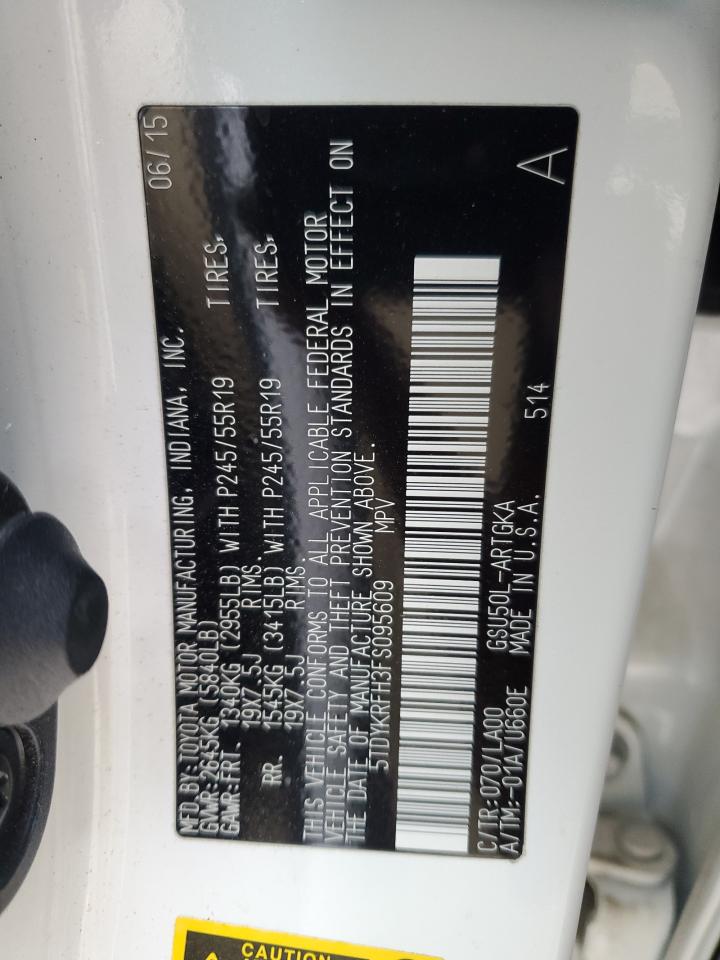 MFD.BY:TOYOTA MOTOR MANUFACTURING, INDIANA, INC. 06/15
GVWR:2645KG (5840LB)
GAWR:FRT. 1340KG (2955LB) WITH P245/55R19 TIRES,
19X7.5J RIMS.
RR. 1545KG (3415LB) WITH P245/55R19 TIRES,
19X7.5J RIMS.
THIS VEHICLE CONFORMS TO ALL APPLICABLE FEDERAL MOTOR
VEHICLE SAFETY AND THEFT PREVENTION STANDARDS IN EFFECT ON
THE DATE OF MANUFACTURE SHOWN ABOVE.
5TDYKRFH3FS095609 MPV
C/TR:070/LA00 GSU50L-ARTGKA 514 A
A/TM:-01A/U660E MADE IN U.S.A.
CAUTION